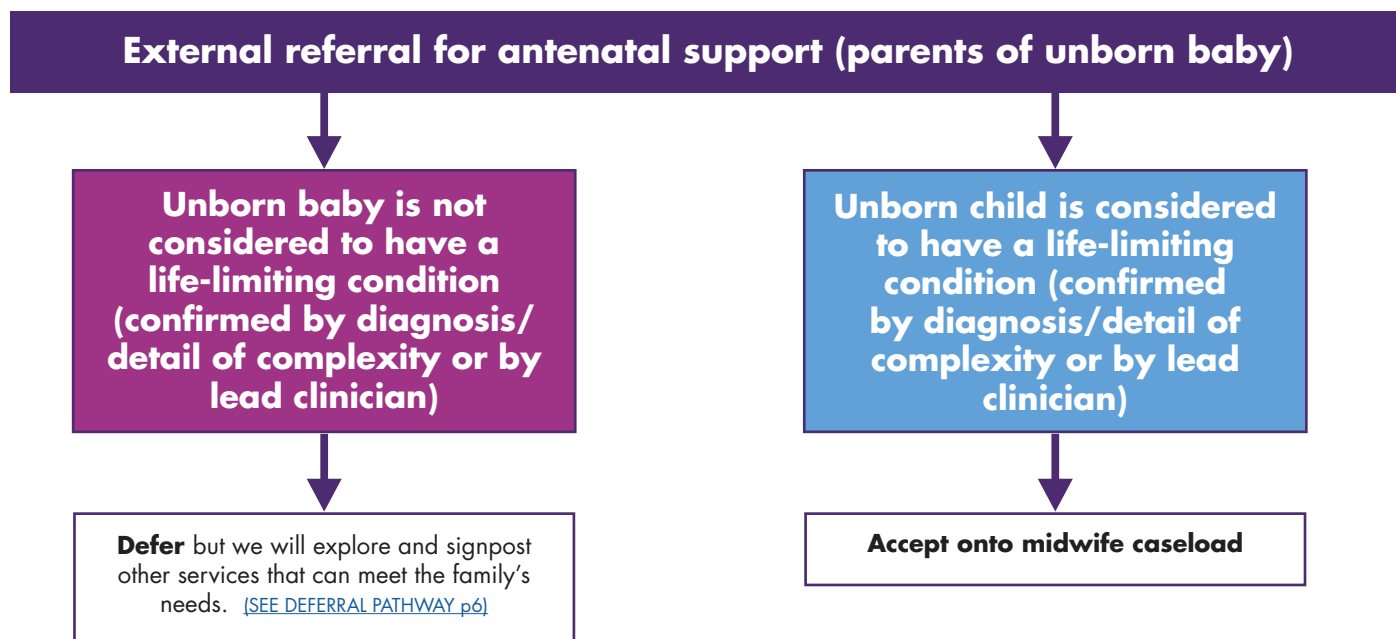 External referral for antenatal support (parents of unborn baby)
Unborn baby is not
considered to have a
life-limiting condition
(confirmed by diagnosis/
detail of complexity or by
lead clinician)
Unborn child is considered
to have a life-limiting
condition (confirmed
by diagnosis/detail of
complexity or by lead
clinician)
Defer but we will explore and signpost
other services that can meet the family’s
needs. (SEE DEFERRAL PATHWAY p6)
Accept onto midwife caseload